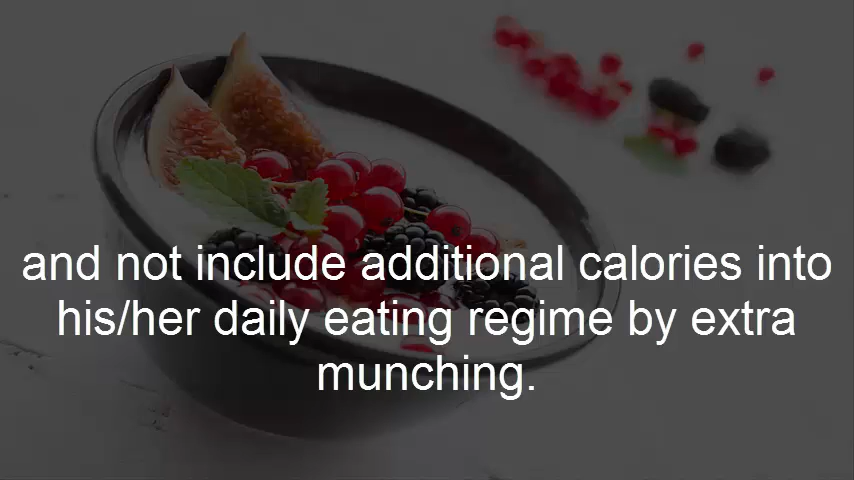 and not include additional calories into
his/her daily eating regime by extra
munching.